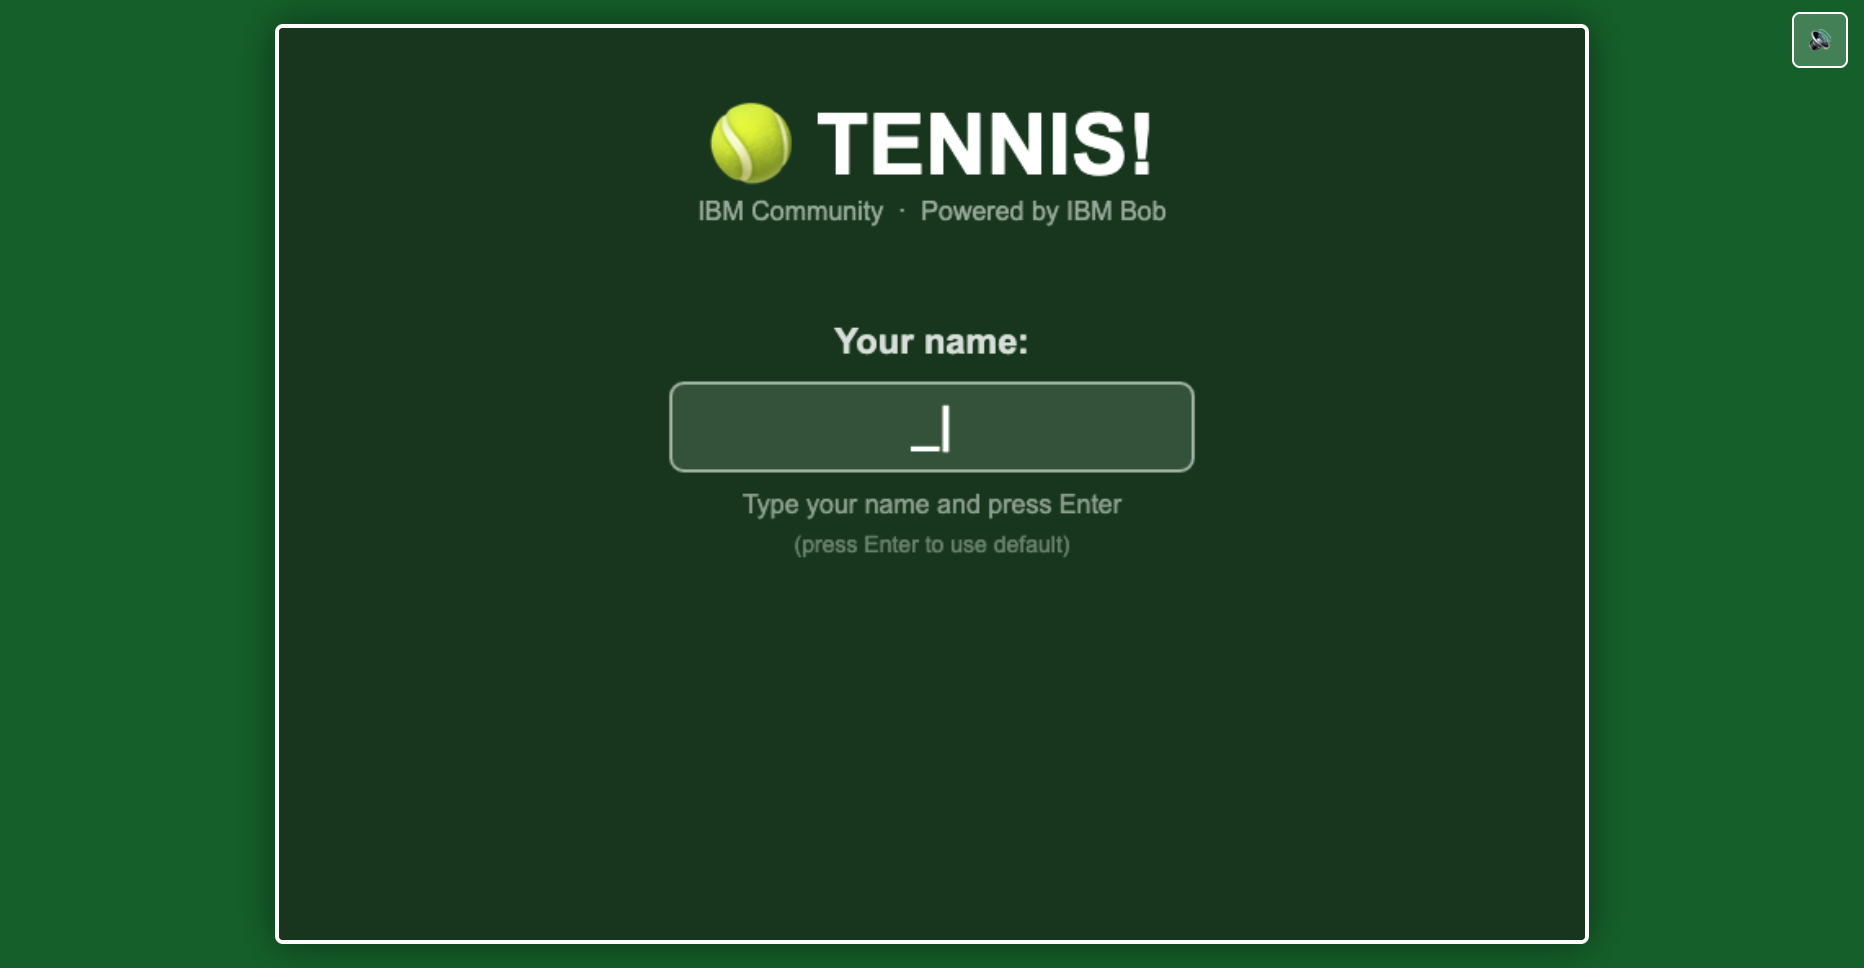 TENNIS!
IBM Community · Powered by IBM Bob
Your name:
_
Type your name and press Enter
(press Enter to use default)